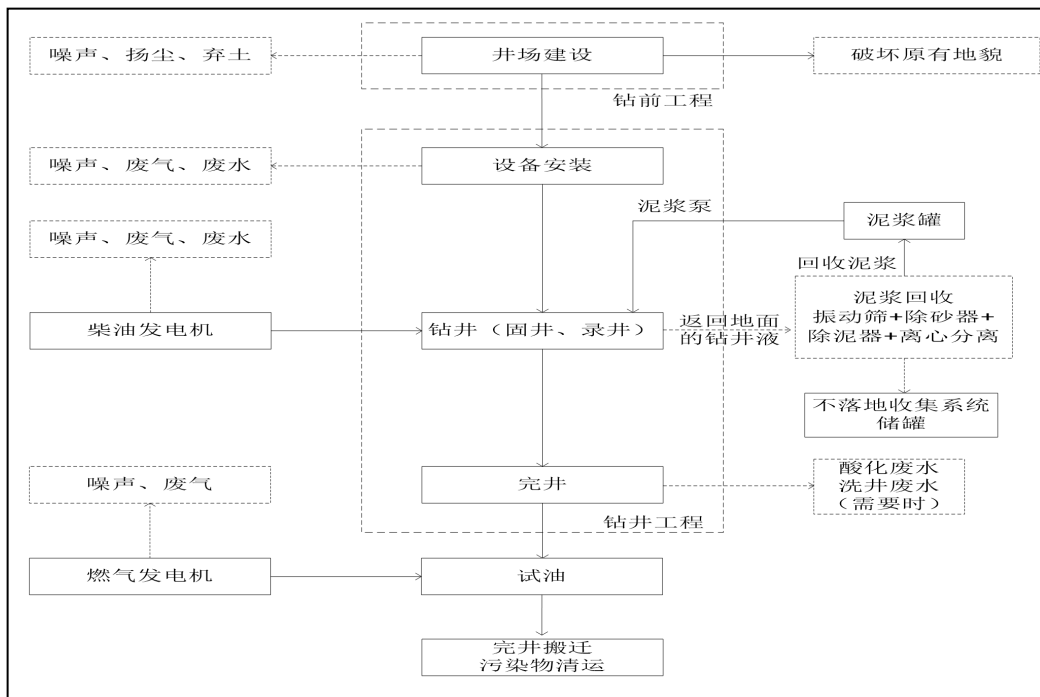 噪声、扬尘、弃土
井场建设
破坏原有地貌
钻前工程
噪声、废气、废水
设备安装
泥浆泵
泥浆罐
噪声、废气、废水
回收泥浆
泥浆回收
振动筛+除砂器+
除泥器+离心分离
柴油发电机
钻井（固井、录井）
返回地面
的钻井液
不落地收集系统
储罐
噪声、废气
完井
酸化废水
洗井废水
（需要时）
钻井工程
燃气发电机
试油
完井搬迁
污染物清运